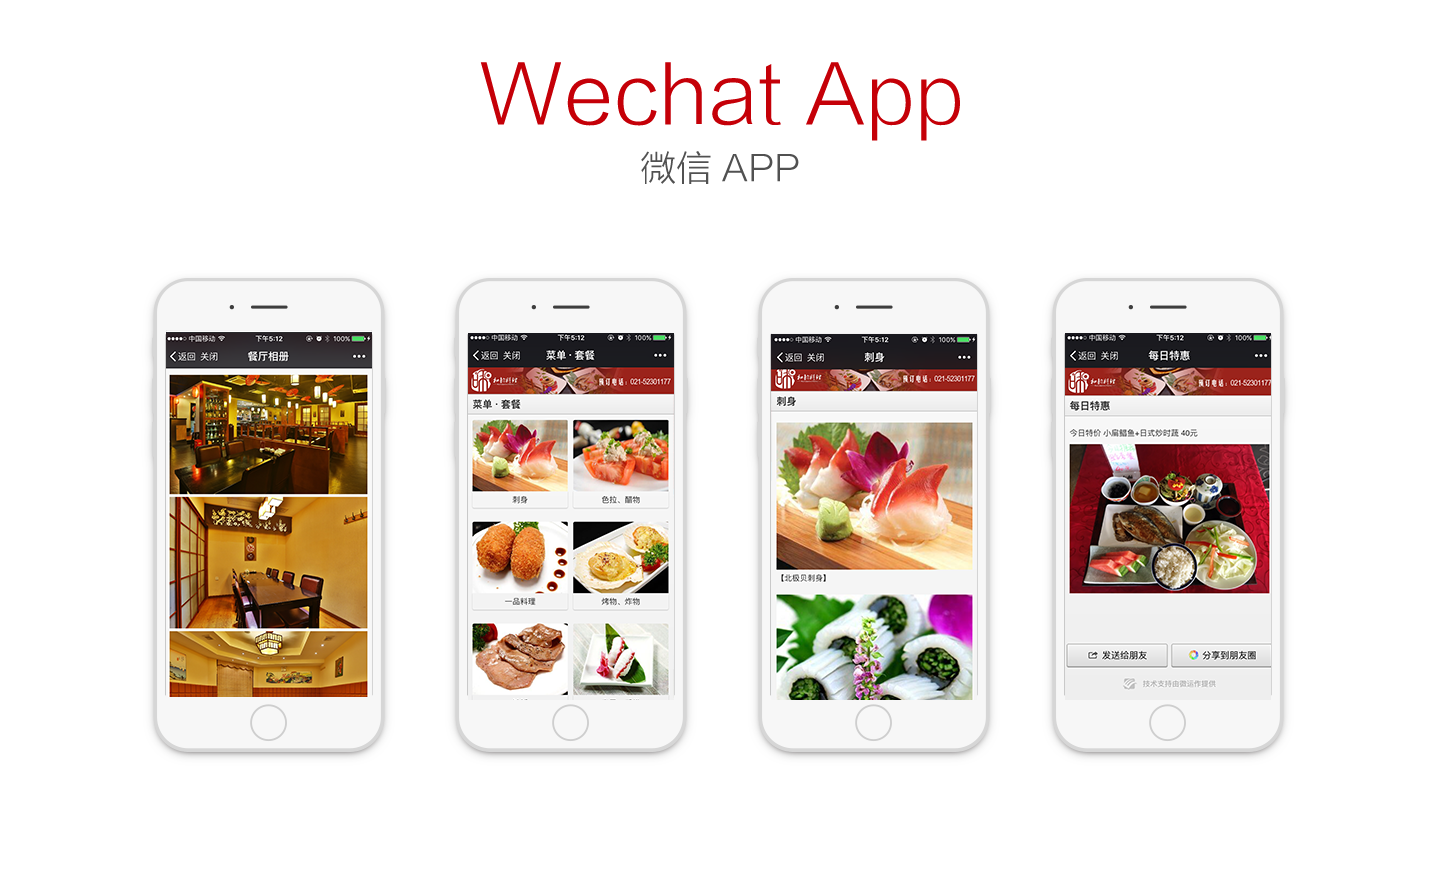 Wechat App
微信 APP
中国移动 下午5:12 100%
返回 关闭 餐厅相册
中国移动 下午5:12 100%
返回 关闭 菜单 · 套餐
预订电话：021-52301177
菜单 · 套餐
刺身 色拉、醋物
一品料理 烤物、炸物
中国移动 下午5:12 100%
返回 关闭 刺身
预订电话：021-52301177
刺身
【北极贝刺身】
中国移动 下午5:12 100%
返回 关闭 每日特惠
预订电话：021-52301177
每日特惠
今日特价 小扁鲳鱼+日式炒时蔬 40元
发送给朋友 分享到朋友圈
技术支持由微运作提供